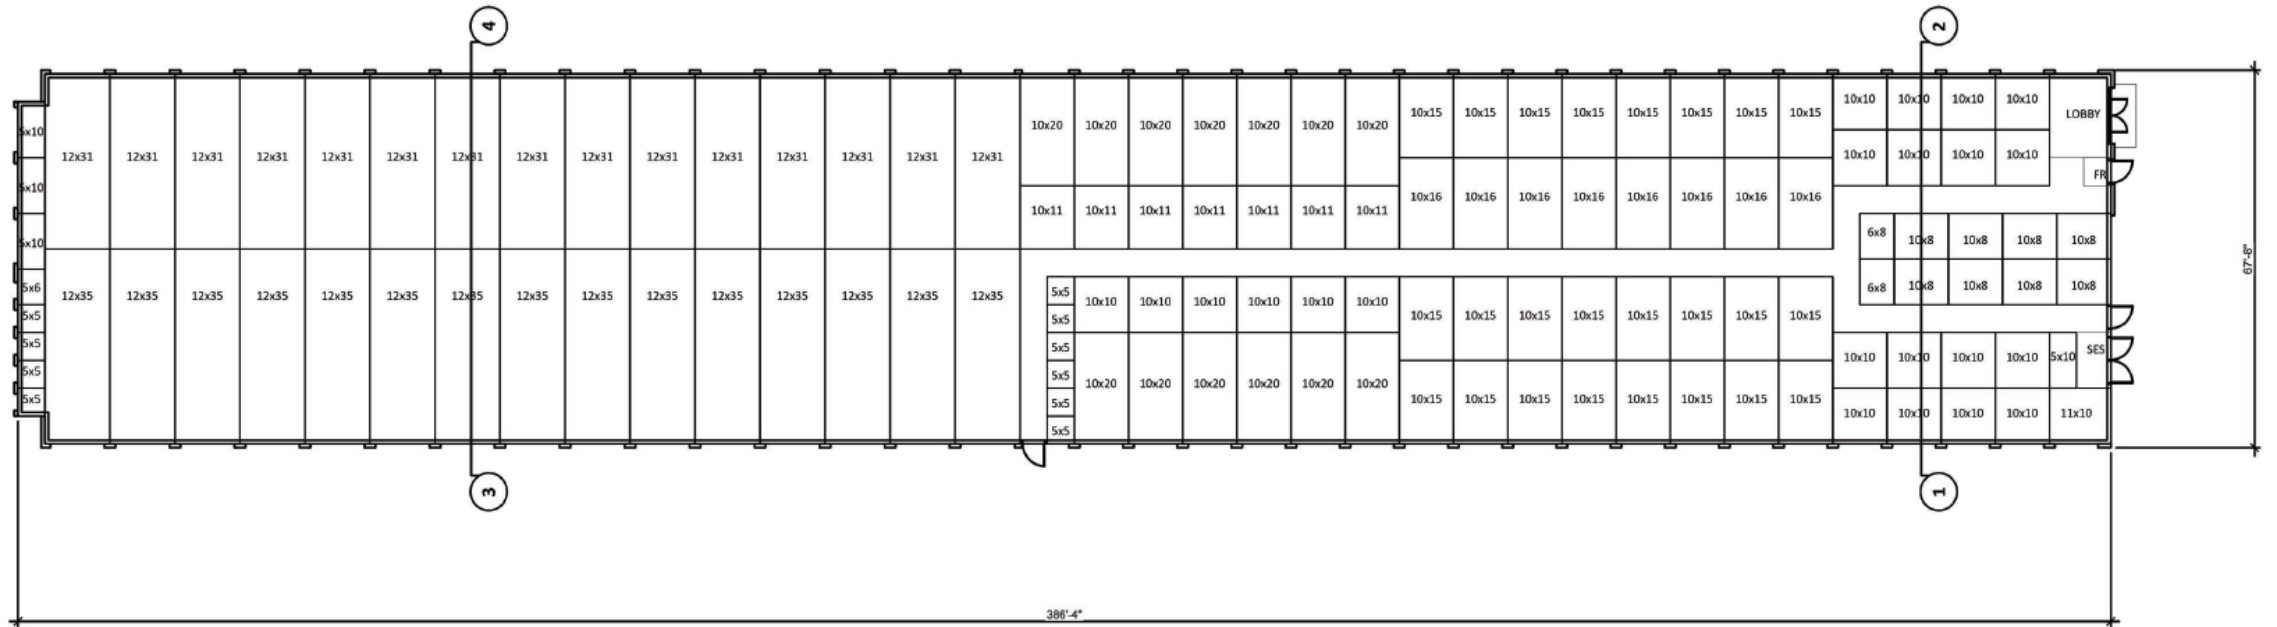 4 2
10x10 10x10 10x10 10x10
10x15 10x15 10x15 10x15 10x15 10x15 10x15 10x15 LOBBY
10x20 10x20 10x20 10x20 10x20 10x20 10x20
5x10
12x31 12x31 12x31 12x31 12x31 12x31 12x31 12x31 12x31 12x31 12x31 12x31 12x31 12x31 12x31 10x10 10x10 10x10 10x10
FR
5x10
10x16 10x16 10x16 10x16 10x16 10x16 10x16 10x16
10x11 10x11 10x11 10x11 10x11 10x11 10x11
5x10 6x8 10x8 10x8 10x8 10x8
67'-8"
5x6 5x5 6x8 10x8 10x8 10x8 10x8
12x35 12x35 12x35 12x35 12x35 12x35 12x35 12x35 12x35 12x35 12x35 12x35 12x35 12x35 12x35 10x10 10x10 10x10 10x10 10x10 10x10
5x5 5x5 10x15 10x15 10x15 10x15 10x15 10x15 10x15 10x15
5x5 5x5 SES
10x10 10x10 10x10 10x10 5x10
5x5 5x5
10x20 10x20 10x20 10x20 10x20 10x20
5x5 5x5 10x15 10x15 10x15 10x15 10x15 10x15 10x15 10x15
10x10 10x10 10x10 10x10 11x10
5x5
3 1
386'-4"